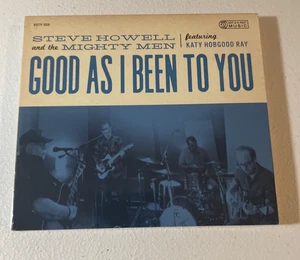 STEVE HOWELL
and the MIGHTY MEN
featuring
KATY HOBGOOD RAY
GOOD AS I BEEN TO YOU